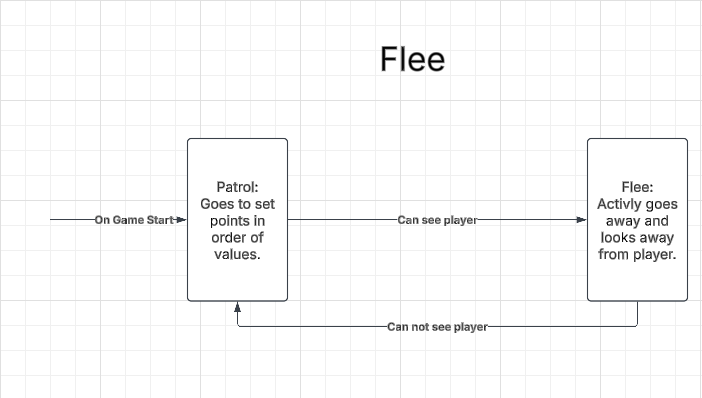 Flee
Patrol:
Goes to set
points in
order of
values.
On Game Start
Can see player
Flee:
Activly goes
away and
looks away
from player.
Can not see player